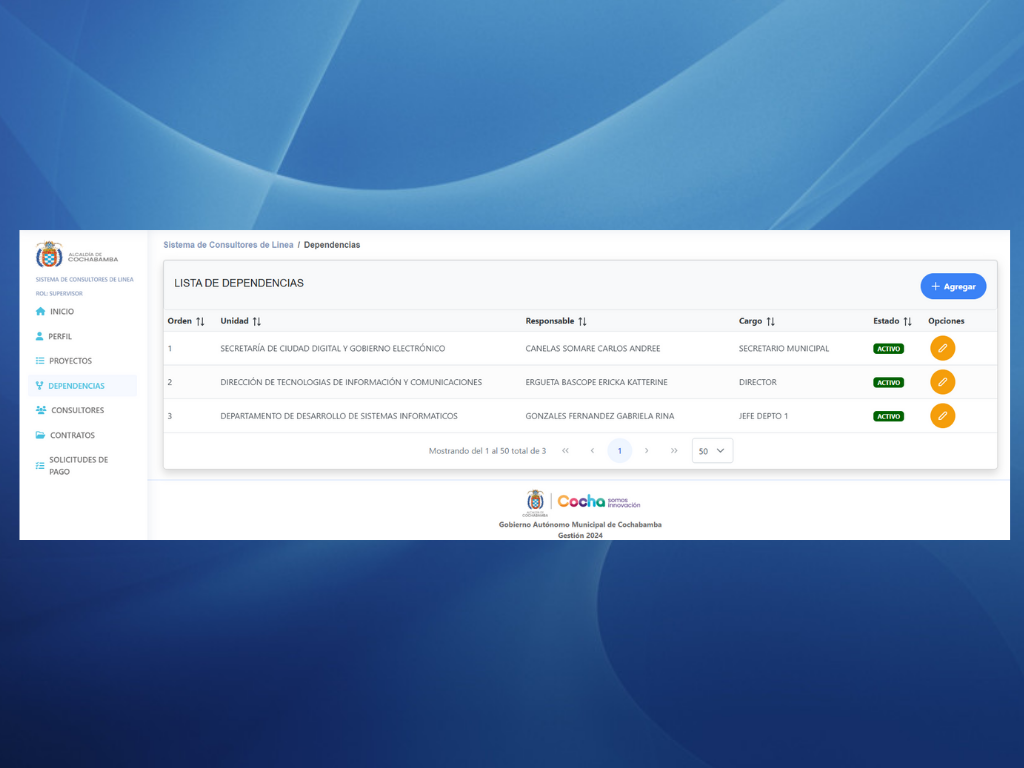 ALCALDÍA DE
COCHABAMBA
SISTEMA DE CONSULTORES DE LINEA
ROL: SUPERVISOR
INICIO
PERFIL
PROYECTOS
DEPENDENCIAS
CONSULTORES
CONTRATOS
SOLICITUDES DE
PAGO
Sistema de Consultores de Linea / Dependencias
LISTA DE DEPENDENCIAS
+ Agregar
Orden Unidad Responsable Cargo Estado Opciones
1 SECRETARÍA DE CIUDAD DIGITAL Y GOBIERNO ELECTRÓNICO CANELAS SOMARE CARLOS ANDREE SECRETARIO MUNICIPAL ACTIVO
2 DIRECCIÓN DE TECNOLOGIAS DE INFORMACIÓN Y COMUNICACIONES ERGUETA BASCOPE ERICKA KATTERINE DIRECTOR ACTIVO
3 DEPARTAMENTO DE DESARROLLO DE SISTEMAS INFORMATICOS GONZALES FERNANDEZ GABRIELA RINA JEFE DEPTO 1 ACTIVO
Mostrando del 1 al 50 total de 3 « ‹ 1 › » 50
Cocha somos
innovación
Gobierno Autónomo Municipal de Cochabamba
Gestión 2024